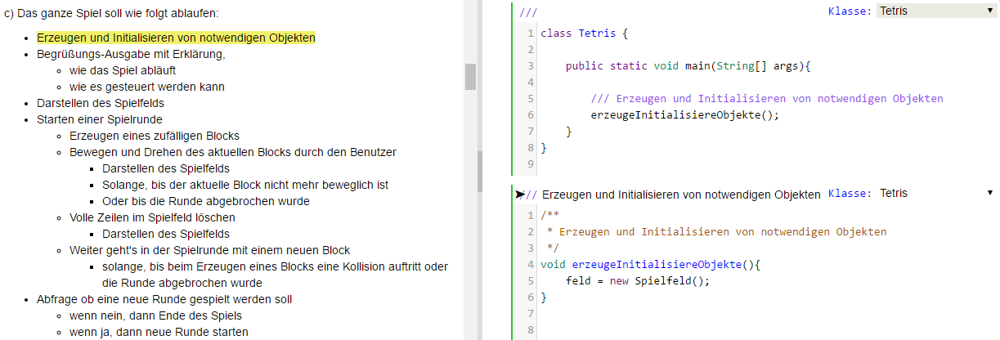 c) Das ganze Spiel soll wie folgt ablaufen:
• Erzeugen und Initialisieren von notwendigen Objekten
• Begrüßungs-Ausgabe mit Erklärung,
◦ wie das Spiel abläuft
◦ wie es gesteuert werden kann
• Darstellen des Spielfelds
• Starten einer Spielrunde
◦ Erzeugen eines zufälligen Blocks
◦ Bewegen und Drehen des aktuellen Blocks durch den Benutzer
▪ Darstellen des Spielfelds
▪ Solange, bis der aktuelle Block nicht mehr beweglich ist
▪ Oder bis die Runde abgebrochen wurde
◦ Volle Zeilen im Spielfeld löschen
▪ Darstellen des Spielfelds
◦ Weiter geht's in der Spielrunde mit einem neuen Block
▪ solange, bis beim Erzeugen eines Blocks eine Kollision auftritt oder
die Runde abgebrochen wurde
• Abfrage ob eine neue Runde gespielt werden soll
◦ wenn nein, dann Ende des Spiels
◦ wenn ja, dann neue Runde starten
/// Klasse: Tetris
1 class Tetris {
2
3 public static void main(String[] args){
4
5 /// Erzeugen und Initialisieren von notwendigen Objekten
6 erzeugeInitialisiereObjekte();
7 }
8 }
9
/// Erzeugen und Initialisieren von notwendigen Objekten Klasse: Tetris
1 /**
2 * Erzeugen und Initialisieren von notwendigen Objekten
3 */
4 void erzeugeInitialisiereObjekte(){
5 feld = new Spielfeld();
6 }
7
8